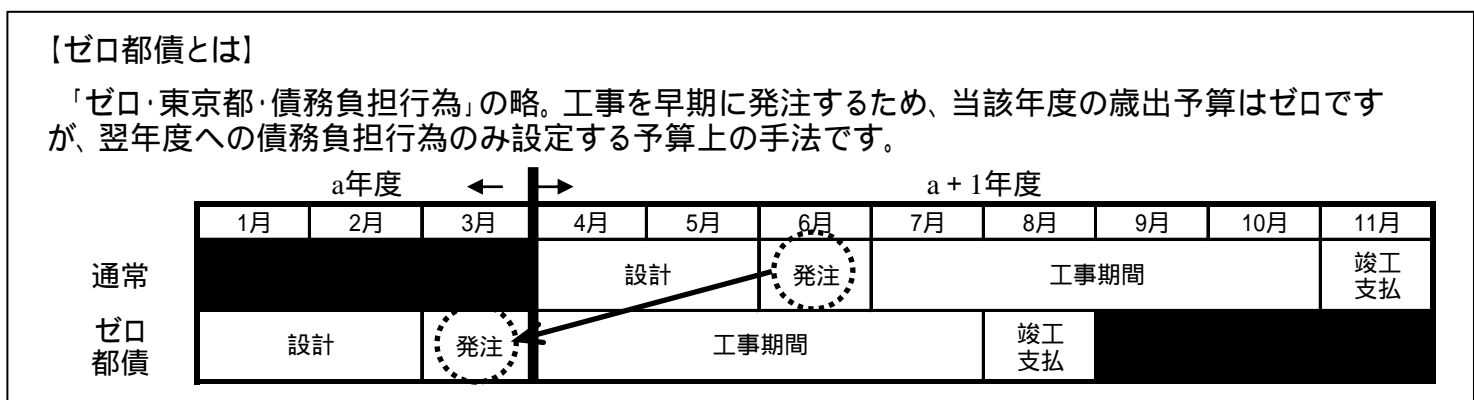 【ゼロ都債とは】
「ゼロ・東京都・債務負担行為」の略。工事を早期に発注するため、当該年度の歳出予算はゼロです
が、翌年度への債務負担行為のみ設定する予算上の手法です。
a年度 ← → a+1年度
1月 2月 3月 4月 5月 6月 7月 8月 9月 10月 11月
通常 設計 発注 工事期間 竣工
支払
ゼロ
都債 設計 発注 工事期間 竣工
支払